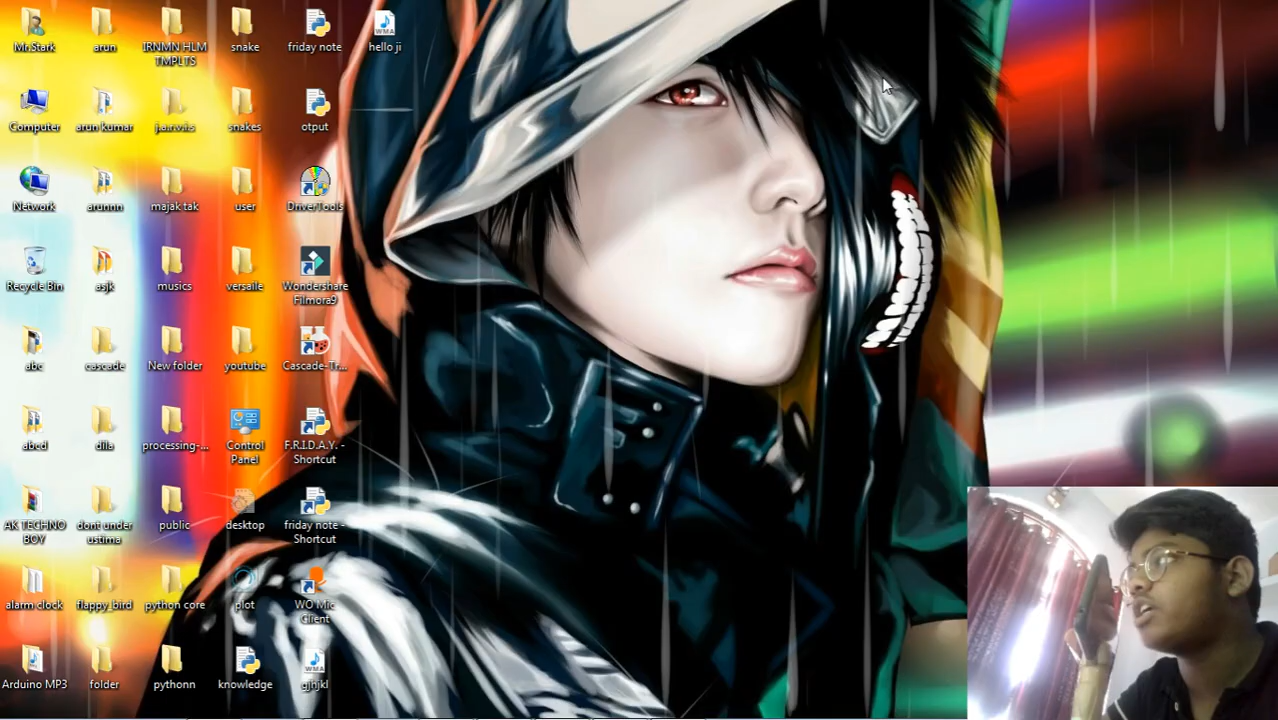 Mr.Stark
arun
IRNMN HLM
TMPLTS
snake
friday note
hello ji
Computer
arun kumar
j.a.r.v.i.s
snakes
otput
Network
arunnn
majak tak
user
DriverTools
Recycle Bin
asjk
musics
versaile
Wondershare
Filmora9
abc
cascade
New folder
youtube
Cascade-Tr...
abcd
dlla
processing-...
Control
Panel
F.R.I.D.A.Y. -
Shortcut
AK TECHNO
BOY
dont under
ustima
public
desktop
friday note -
Shortcut
alarm clock
flappy_bird
python core
plot
WO Mic
Client
Arduino MP3
folder
pythonn
knowledge
gjhjkl